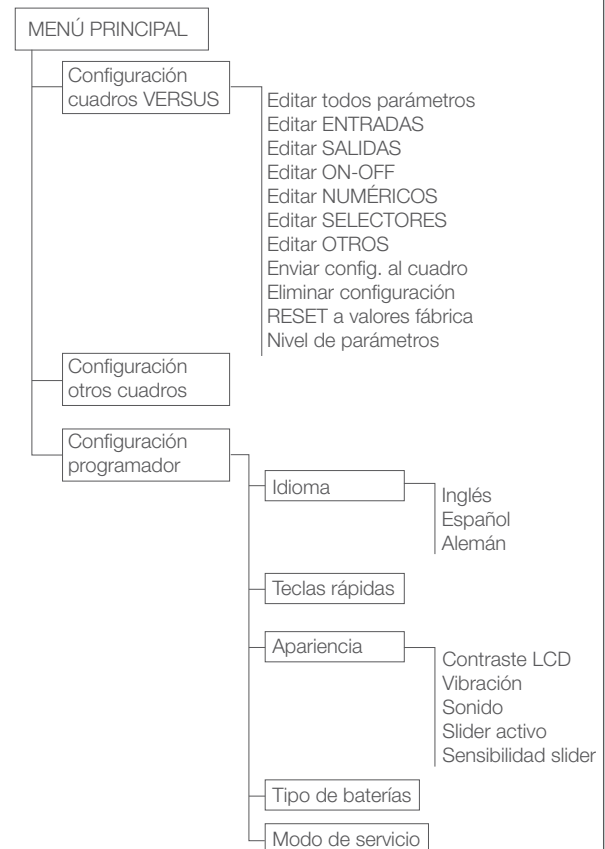 MENÚ PRINCIPAL
Configuración
cuadros VERSUS
Editar todos parámetros
Editar ENTRADAS
Editar SALIDAS
Editar ON-OFF
Editar NUMÉRICOS
Editar SELECTORES
Editar OTROS
Enviar config. al cuadro
Eliminar configuración
RESET a valores fábrica
Nivel de parámetros
Configuración
otros cuadros
Configuración
programador
Idioma
Inglés
Español
Alemán
Teclas rápidas
Apariencia
Contraste LCD
Vibración
Sonido
Slider activo
Sensibilidad slider
Tipo de baterías
Modo de servicio